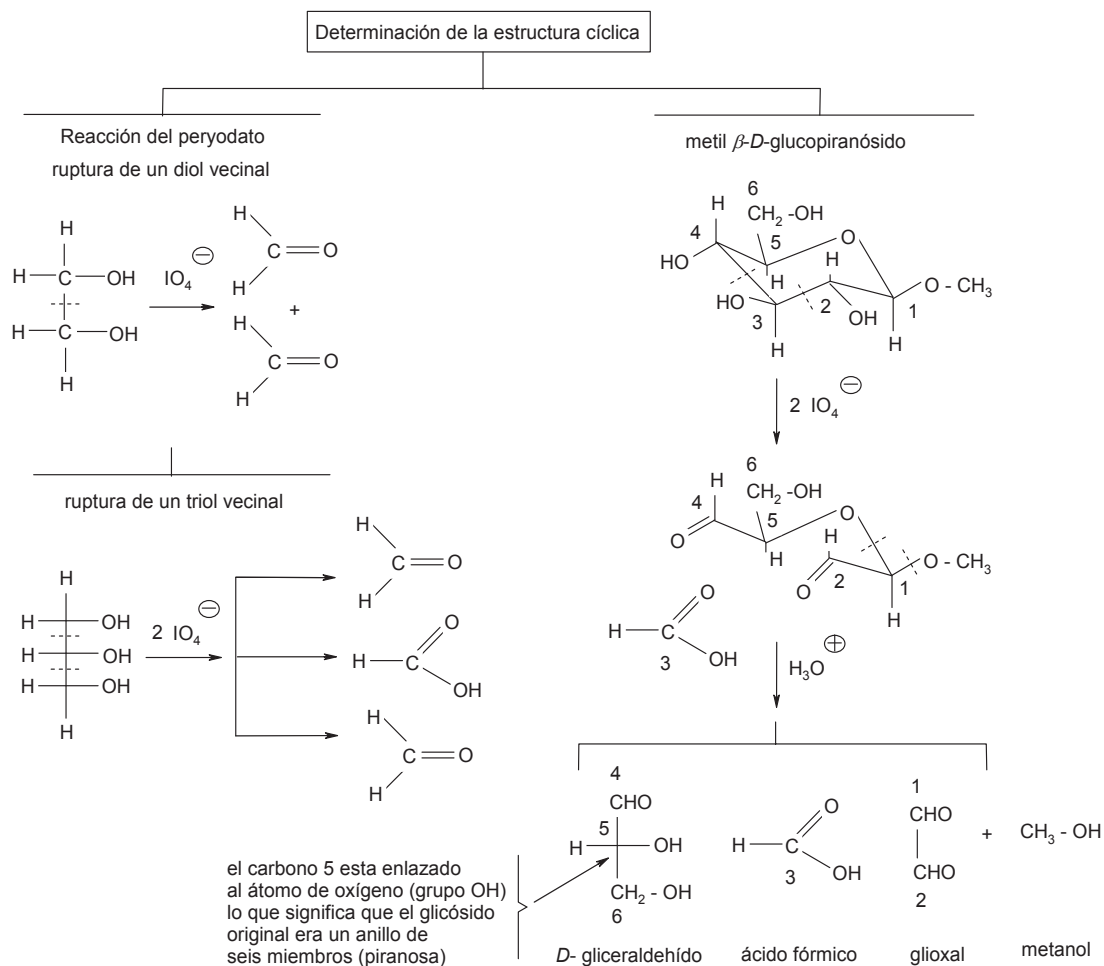 Determinación de la estructura cíclica
Reacción del peryodato
ruptura de un diol vecinal
H
H C OH
C OH
H
H
IO4 ⊖
H
C O
H
+
H
C O
H
ruptura de un triol vecinal
H
H OH
H OH
H OH
H
2 IO4 ⊖
H
C O
H
O
H C
OH
H
C O
H
metil β-D-glucopiranósido
6
H CH2 -OH
4 5 O
HO H H
HO 2 O - CH3
3 OH 1
H H
2 IO4 ⊖
6
H CH2 -OH
4 5 O
O H H
2 O - CH3
O 1
H
O
H C
3 OH
H3O ⊕
4
CHO
5
H OH
CH2 - OH
6
O
H C
3 OH
1
CHO
CHO
2
+ CH3 - OH
el carbono 5 esta enlazado
al átomo de oxígeno (grupo OH)
lo que significa que el glicósido
original era un anillo de
seis miembros (piranosa)
D- gliceraldehído ácido fórmico glioxal metanol